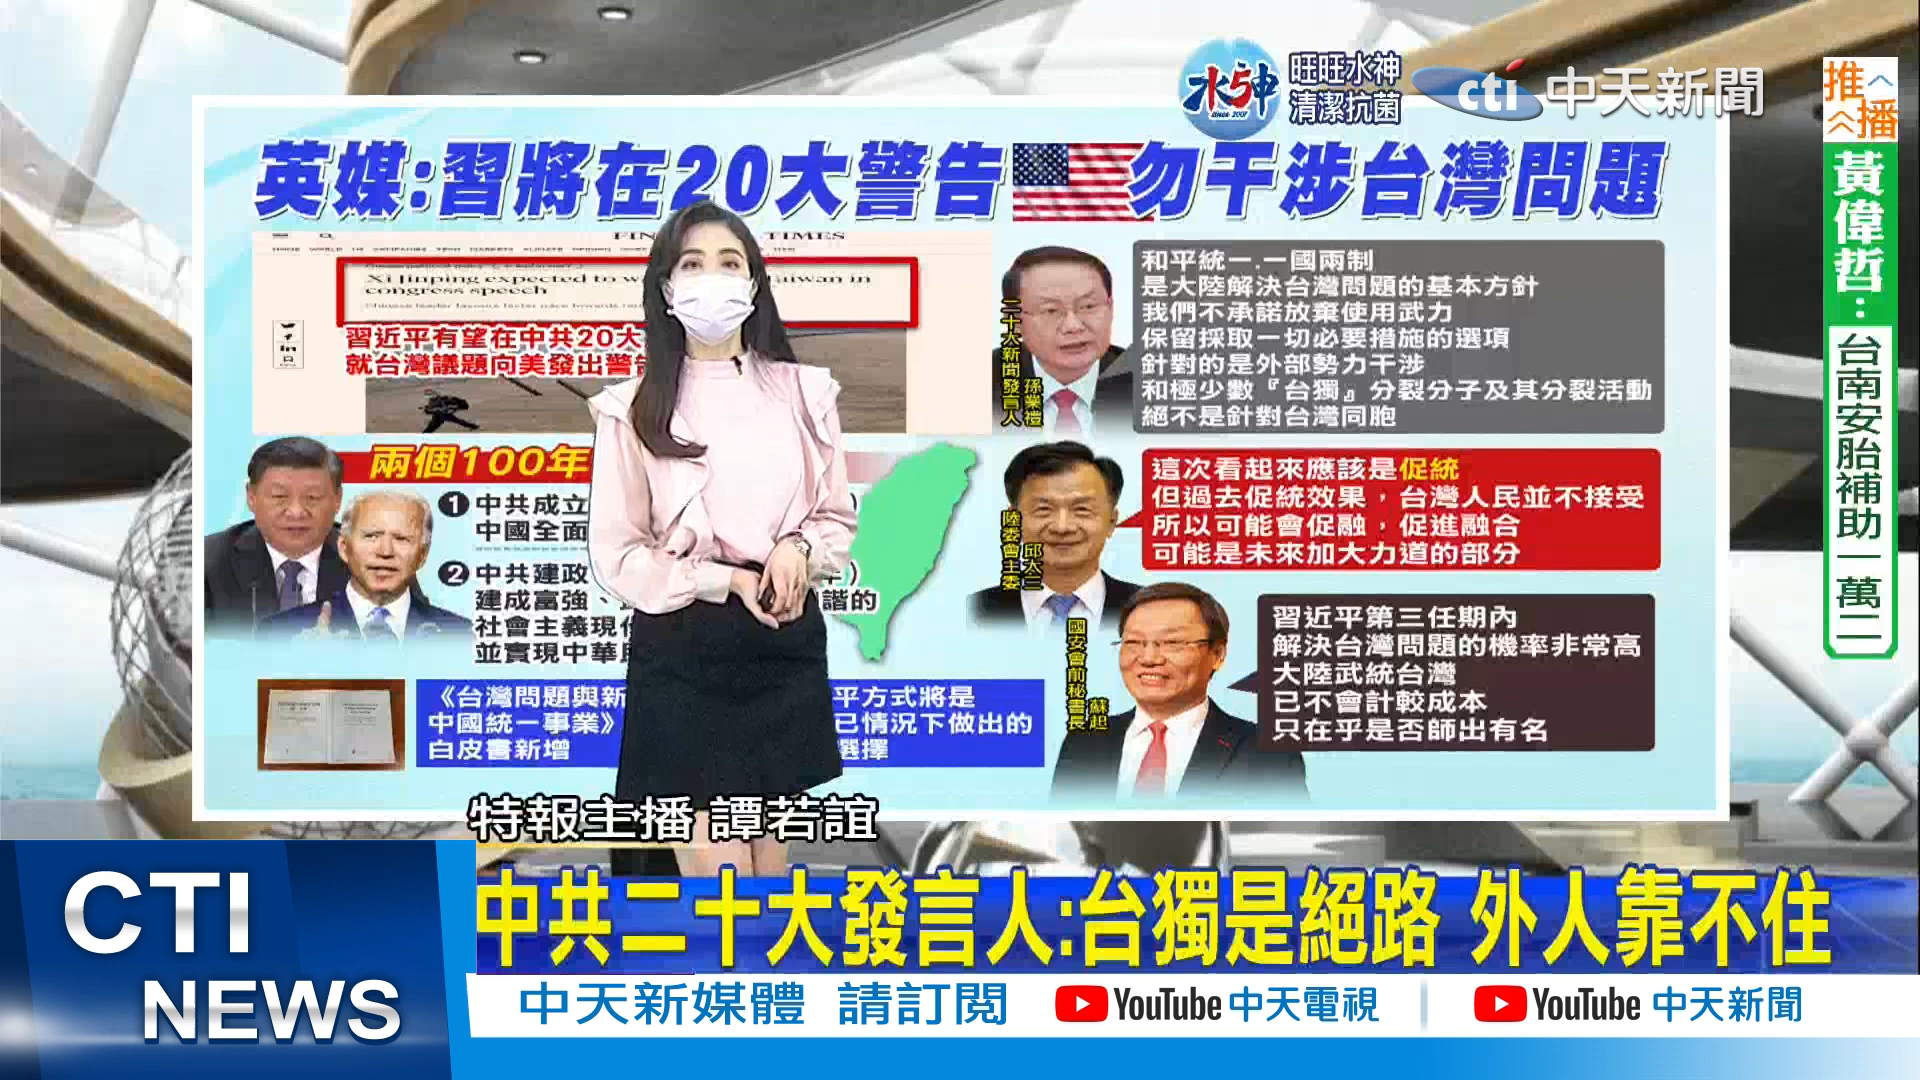 水神
since 2007
旺旺水神
清潔抗菌
cti 中天新聞
推播
黃偉哲:台南安胎補助一萬二
英媒:習將在20大警告 勿干涉台灣問題
FIN TIMES
Xi Jinping expected to w aiwan in
congress speech
習近平有望在中共20大
就台灣議題向美發出警告
兩個100年
1 中共成立
中國全面
2 中共建政
建成富強、 諧的
社會主義現代
並實現中華民
《台灣問題與新 平方式將是
中國統一事業》 已情況下做出的
白皮書新增 選擇
二十大新聞發言人
孫業禮
和平統一.一國兩制
是大陸解決台灣問題的基本方針
我們不承諾放棄使用武力
保留採取一切必要措施的選項
針對的是外部勢力干涉
和極少數『台獨』分裂分子及其分裂活動
絕不是針對台灣同胞
陸委會主委
邱太三
這次看起來應該是促統
但過去促統效果，台灣人民並不接受
所以可能會促融，促進融合
可能是未來加大力道的部分
國安會前秘書長
蘇起
習近平第三任期內
解決台灣問題的機率非常高
大陸武統台灣
已不會計較成本
只在乎是否師出有名
特報主播 譚若誼
CTI
NEWS
中共二十大發言人:台獨是絕路 外人靠不住
中天新媒體 請訂閱 YouTube 中天電視 YouTube 中天新聞